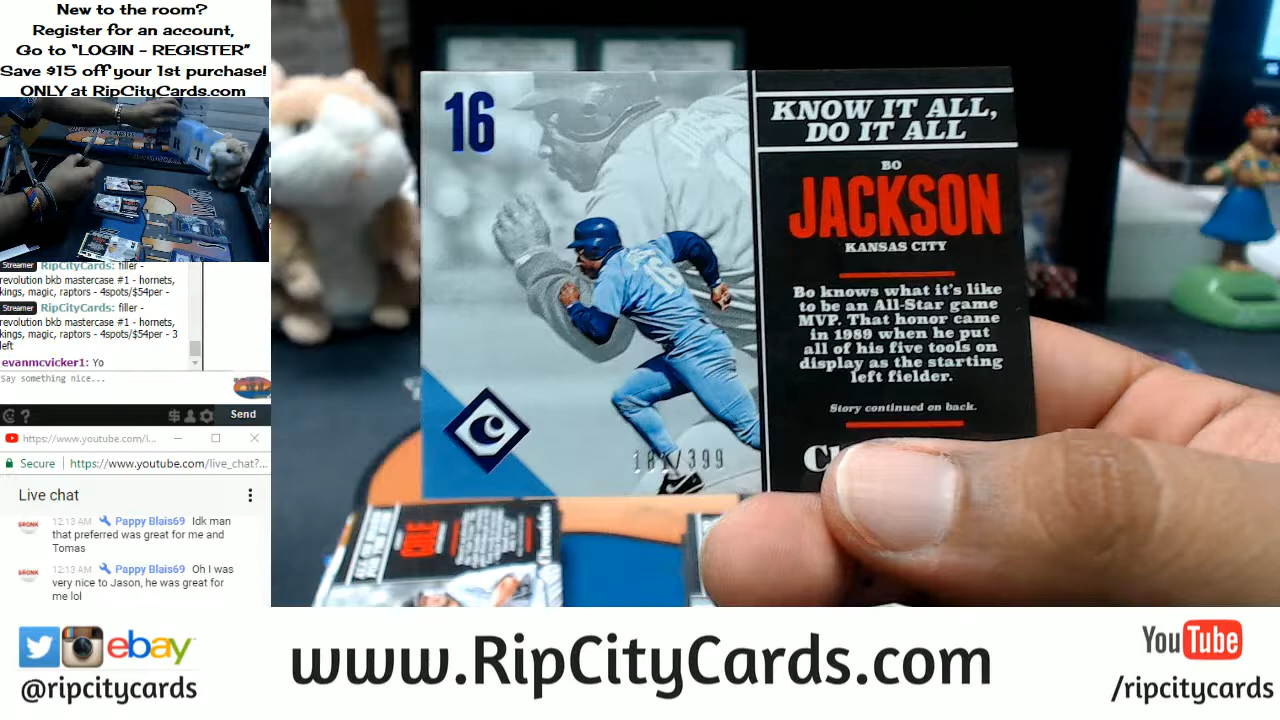 New to the room?
Register for an account,
Go to "LOGIN - REGISTER"
Save $15 off your 1st purchase!
ONLY at RipCityCards.com
Streamer RipCityCards: filler -
revolution bkb mastercase #1 - hornets,
kings, magic, raptors - 4spots/$54per -
Streamer RipCityCards: filler -
revolution bkb mastercase #1 - hornets,
kings, magic, raptors - 4spots/$54per - 3
left
evanmcvicker1: Yo
Say something nice...
Send
https://www.youtube.com/l...
Secure https://www.youtube.com/live_chat?...
Live chat
12:13 AM Pappy Blais69 Idk man
that preferred was great for me and
Tomas
12:13 AM Pappy Blais69 Oh I was
very nice to Jason, he was great for
me lol
16
KNOW IT ALL,
DO IT ALL
BO
JACKSON
KANSAS CITY
Bo knows what it's like
to be an All-Star game
MVP. That honor came
in 1989 when he put
all of his five tools on
display as the starting
left fielder.
Story continued on back.
/399
ebay
@ripcitycards
www.RipCityCards.com
YouTube
/ripcitycards